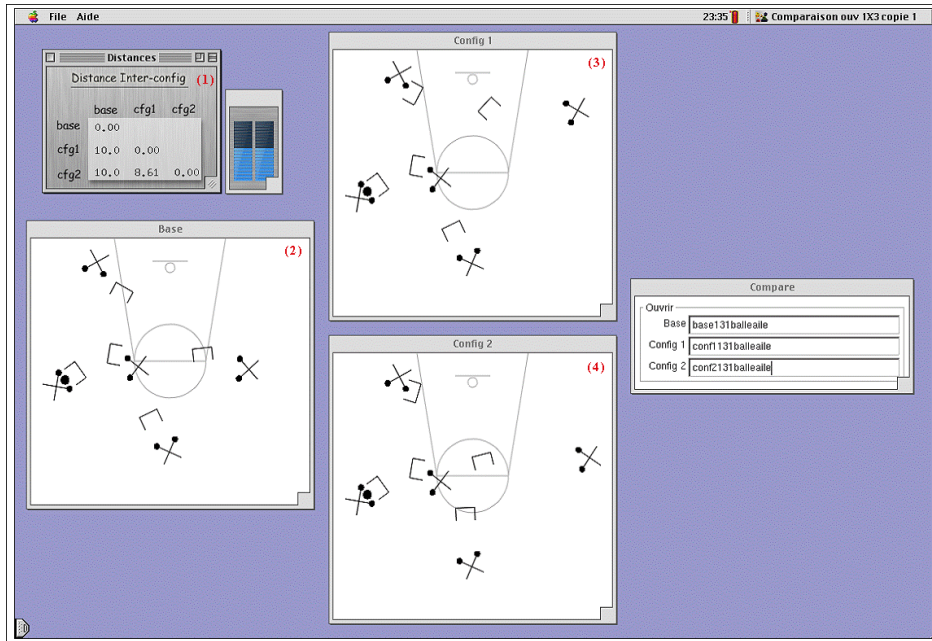 File Aide
23:35 Comparaison ouv 1X3 copie 1
Distances
Distance Inter-config (1)
base cfg1 cfg2
base 0.00
cfg1 10.0 0.00
cfg2 10.0 8.61 0.00
Config 1
(3)
Base
(2)
Config 2
(4)
Compare
Ouvrir
Base base131balleaile
Config 1 conf1131balleaile
Config 2 conf2131balleaile